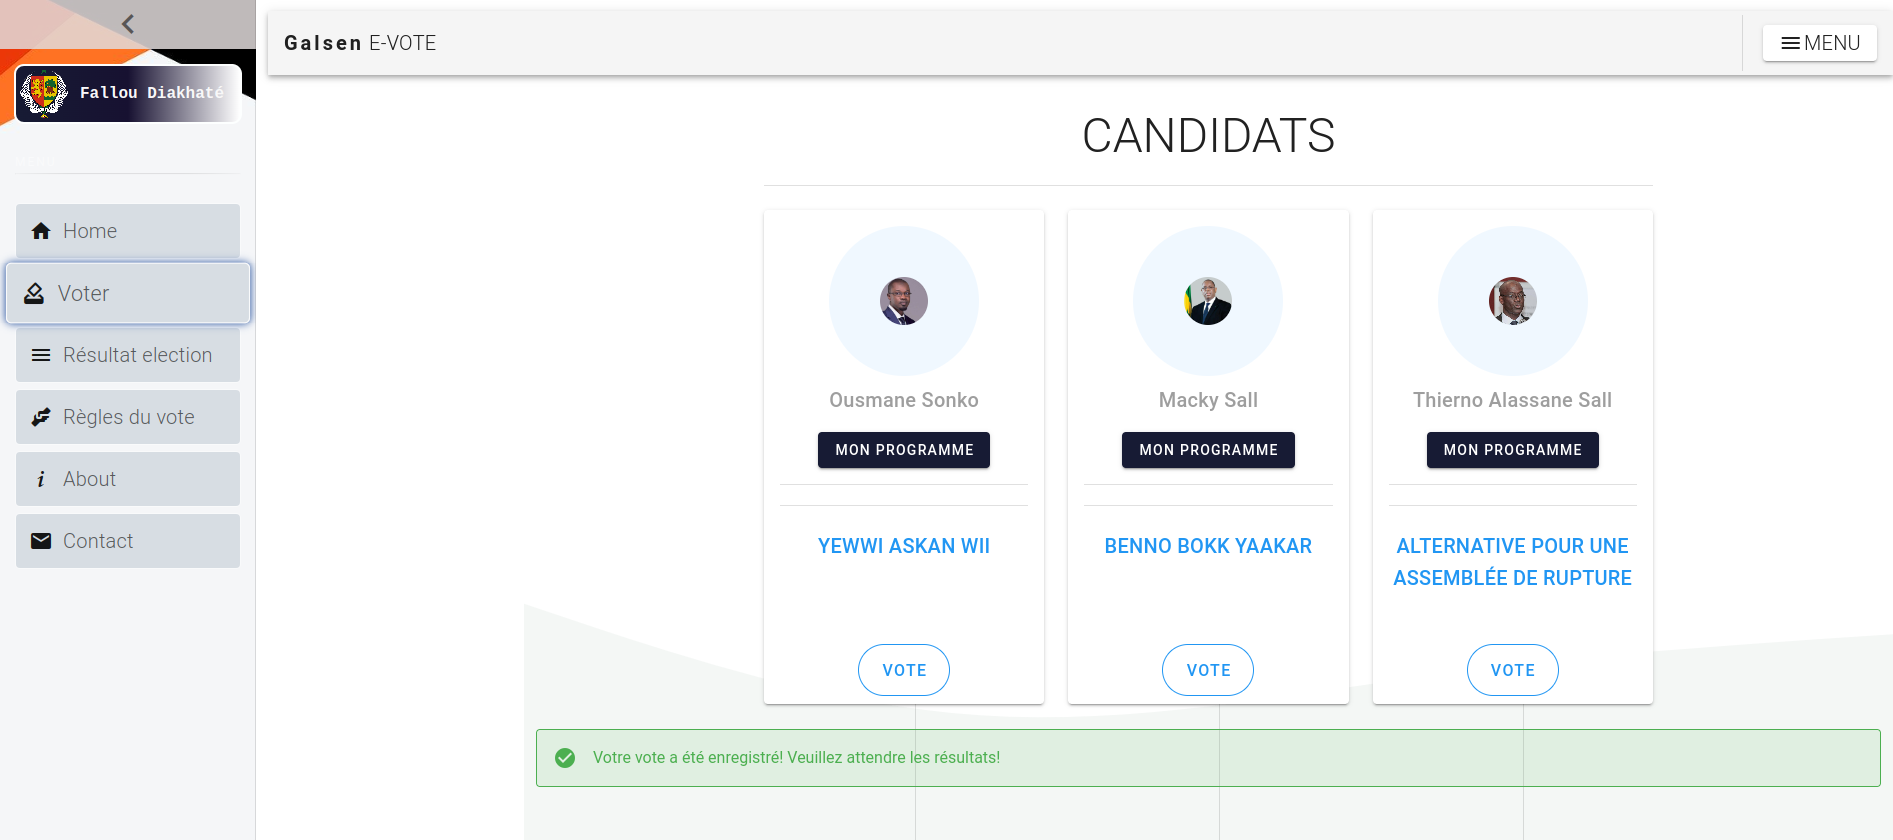 Fallou Diakhaté
Home
Voter
Résultat election
Règles du vote
About
Contact
Galsen E-VOTE
MENU
CANDIDATS
Ousmane Sonko
MON PROGRAMME
YEWWI ASKAN WII
VOTE
Macky Sall
MON PROGRAMME
BENNO BOKK YAAKAR
VOTE
Thierno Alassane Sall
MON PROGRAMME
ALTERNATIVE POUR UNE
ASSEMBLÉE DE RUPTURE
VOTE
Votre vote a été enregistré! Veuillez attendre les résultats!